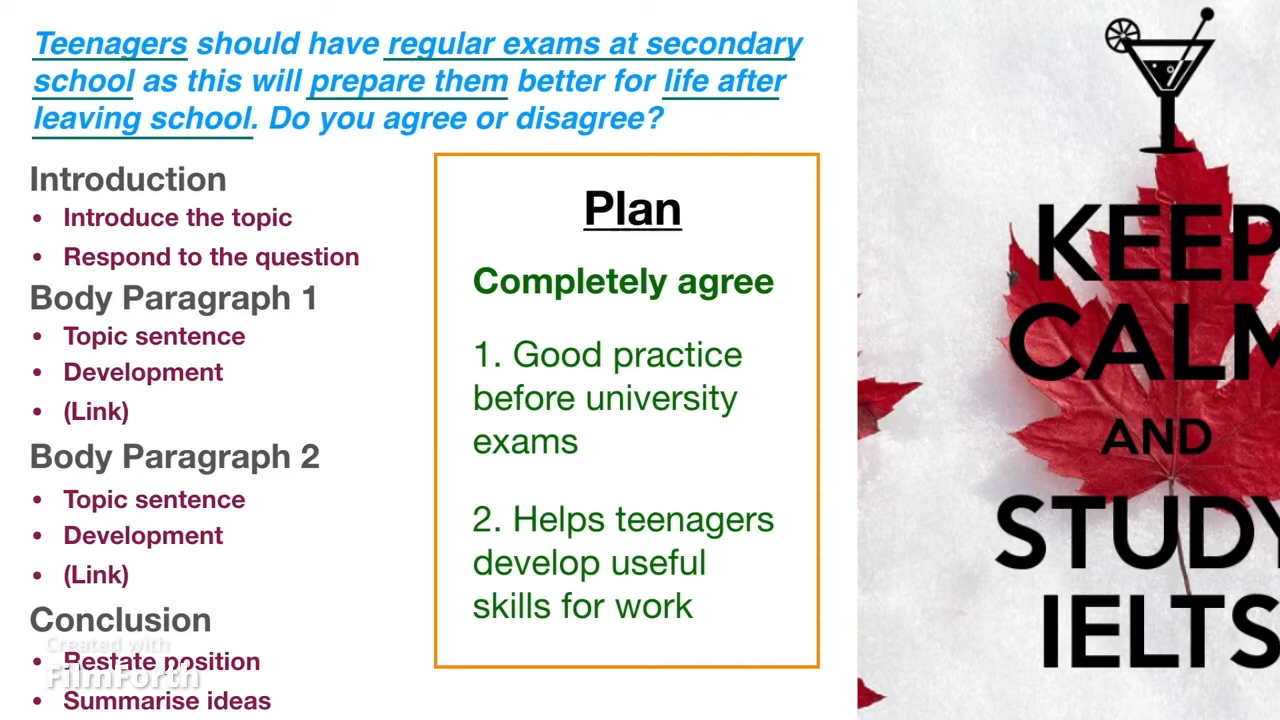 Teenagers should have regular exams at secondary
school as this will prepare them better for life after
leaving school. Do you agree or disagree?
Introduction
• Introduce the topic
• Respond to the question
Body Paragraph 1
• Topic sentence
• Development
• (Link)
Body Paragraph 2
• Topic sentence
• Development
• (Link)
Conclusion
• Restate position
• Summarise ideas
Created with
FilmForth
Plan
Completely agree
1. Good practice
before university
exams
2. Helps teenagers
develop useful
skills for work
KEEP
CALM
AND
STUDY
IELTS